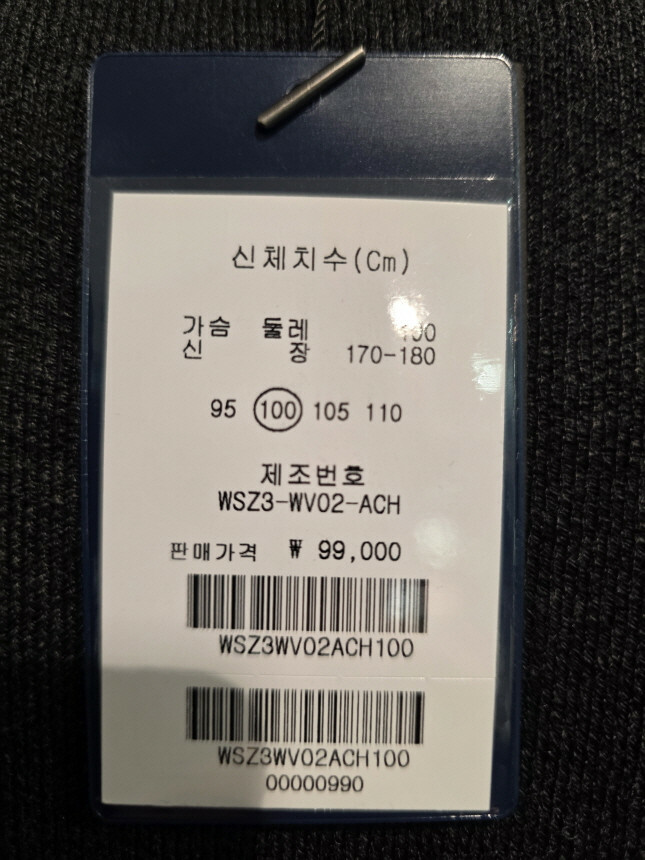 신체치수(Cm)
가슴 둘레 100
신 장 170-180
95 100 105 110
제조번호
WSZ3-WV02-ACH
판매가격 ₩ 99,000
WSZ3WV02ACH100
WSZ3WV02ACH100
00000990